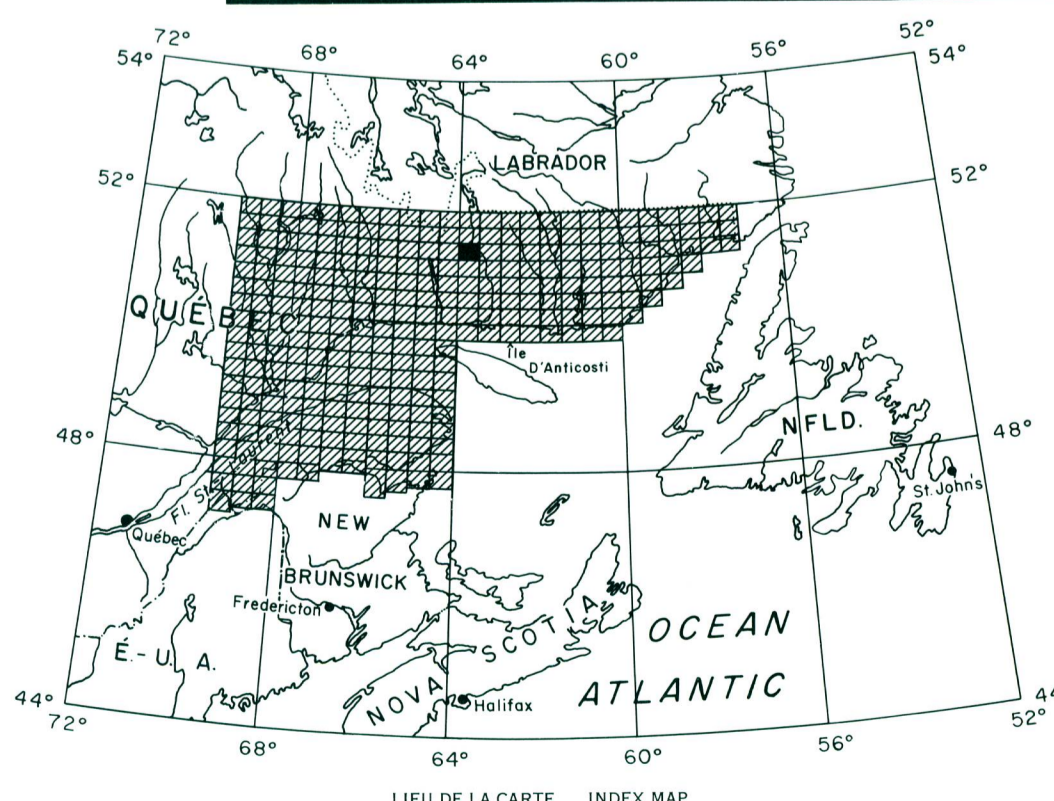 72° 68° 64° 60° 56° 52°
54° 54°
LABRADOR
52° 52°
QUÉBEC
Île
D'Anticosti
NFLD.
48° 48°
St. John's
Fl. St. Laurent
Québec
NEW
BRUNSWICK
Fredericton
NOVA SCOTIA
OCEAN
ATLANTIC
É.-U. A.
Halifax
44° 44
72° 68° 64° 60° 56° 52°
LIEU DE LA CARTE INDEX MAP